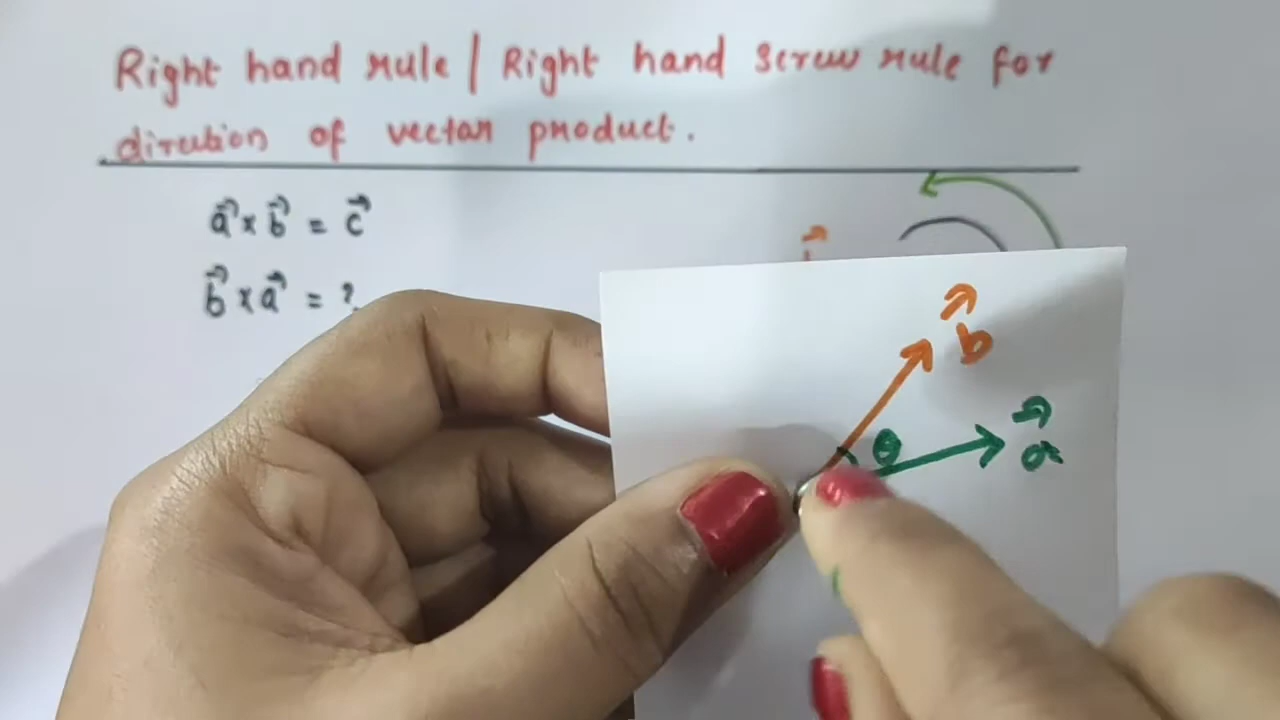 Right hand rule / Right hand screw rule for
direction of vector product.
a⃗ x b⃗ = c⃗
b⃗ x a⃗ = ?
b⃗
θ
a⃗